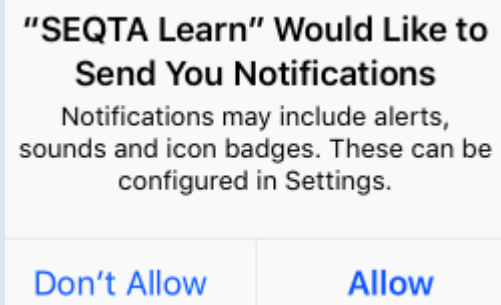 "SEQTA Learn" Would Like to
Send You Notifications
Notifications may include alerts,
sounds and icon badges. These can be
configured in Settings.
Don't Allow
Allow